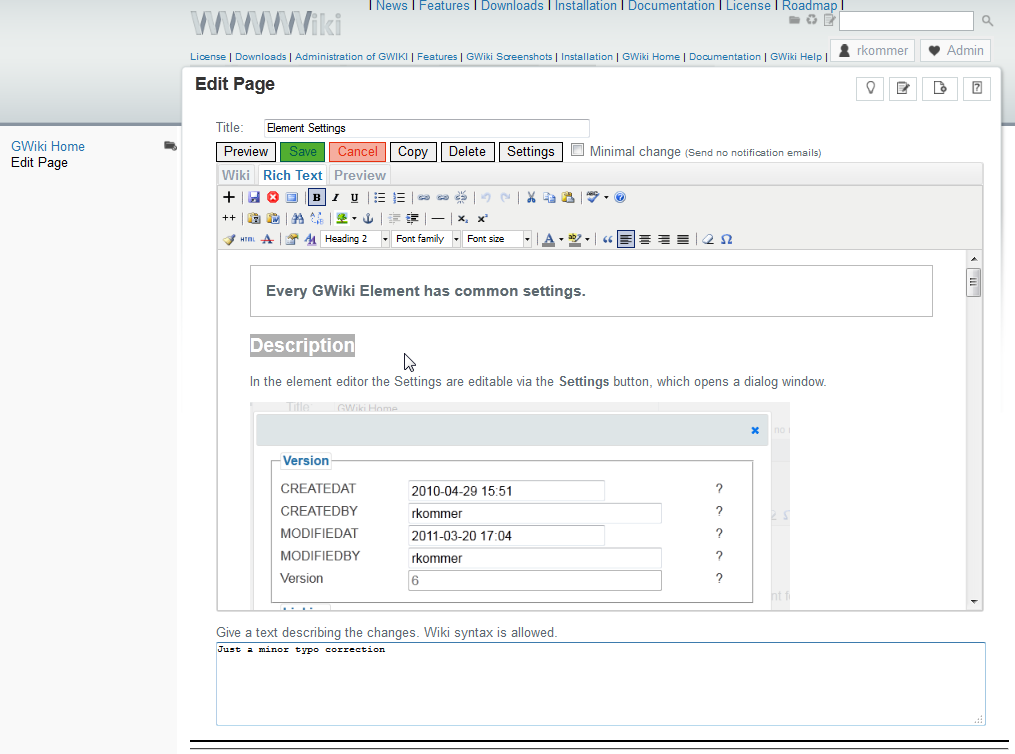 | News | Features | Downloads | Installation | Documentation | License | Roadmap |
WWWWiki
License | Downloads | Administration of GWIKI | Features | GWiki Screenshots | Installation | GWiki Home | Documentation | GWiki Help |
rkommer
Admin
Edit Page
GWiki Home
Edit Page
Title: Element Settings
Preview Save Cancel Copy Delete Settings Minimal change (Send no notification emails)
Wiki Rich Text Preview
B I U
HTML A Heading 2 Font family Font size A ab Ω
Every GWiki Element has common settings.
Description
In the element editor the Settings are editable via the Settings button, which opens a dialog window.
Title GWiki Home
no
Version
CREATEDAT 2010-04-29 15:51 ?
CREATEDBY rkommer ?
MODIFIEDAT 2011-03-20 17:04 ?
MODIFIEDBY rkommer ?
Version 6 ?
Give a text describing the changes. Wiki syntax is allowed.
Just a minor typo correction